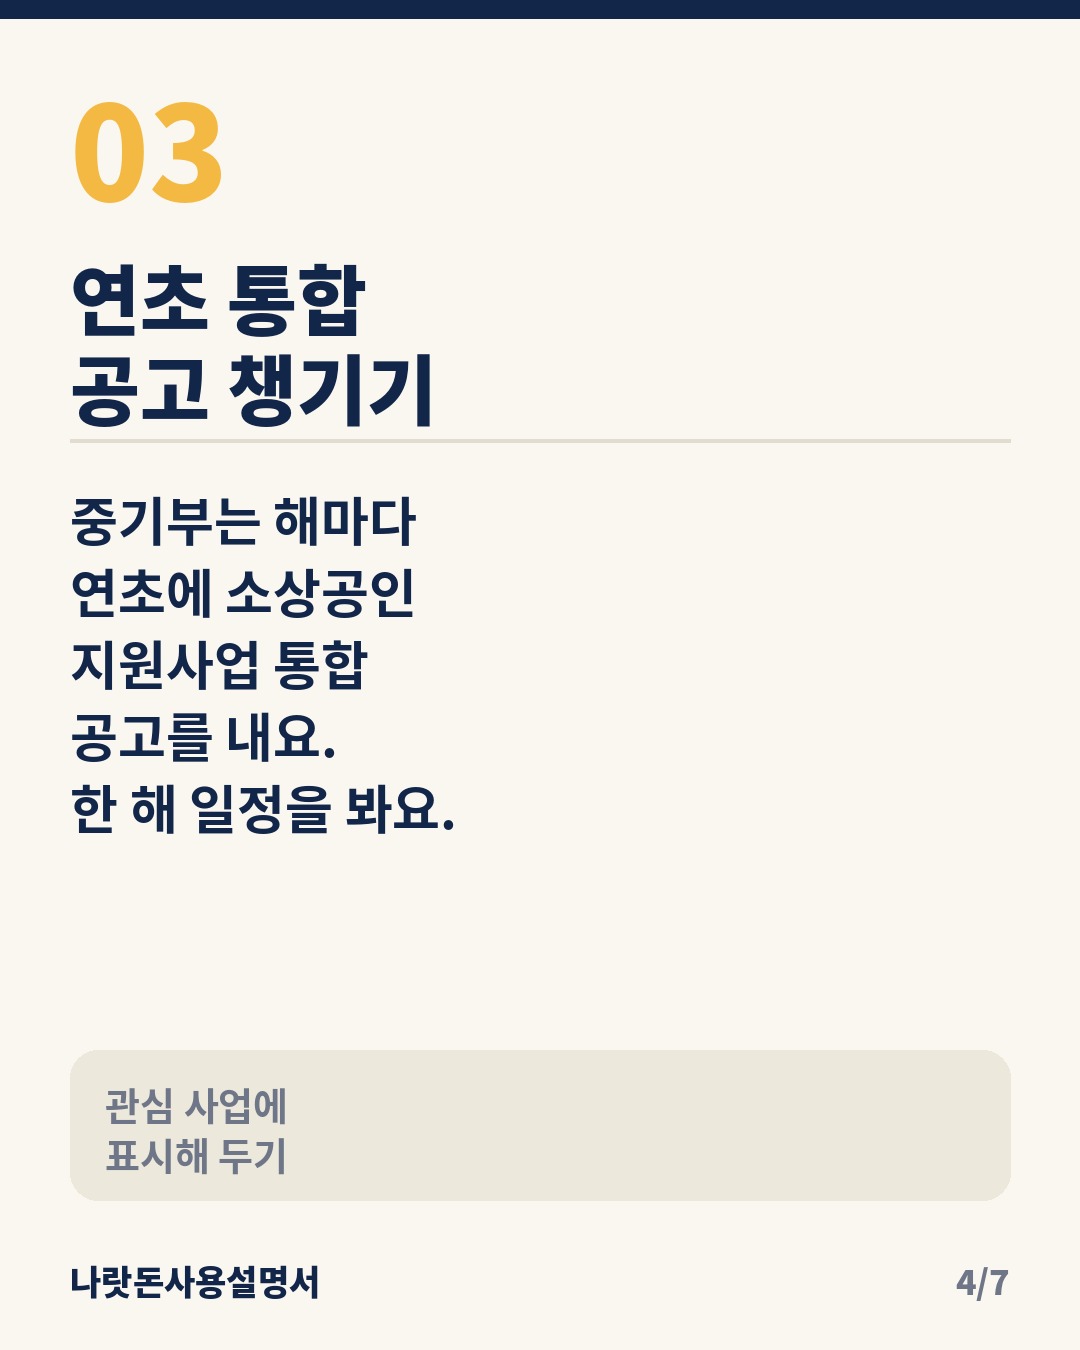 03
연초 통합
공고 챙기기
중기부는 해마다
연초에 소상공인
지원사업 통합
공고를 내요.
한 해 일정을 봐요.
관심 사업에
표시해 두기
나랏돈사용설명서
4/7